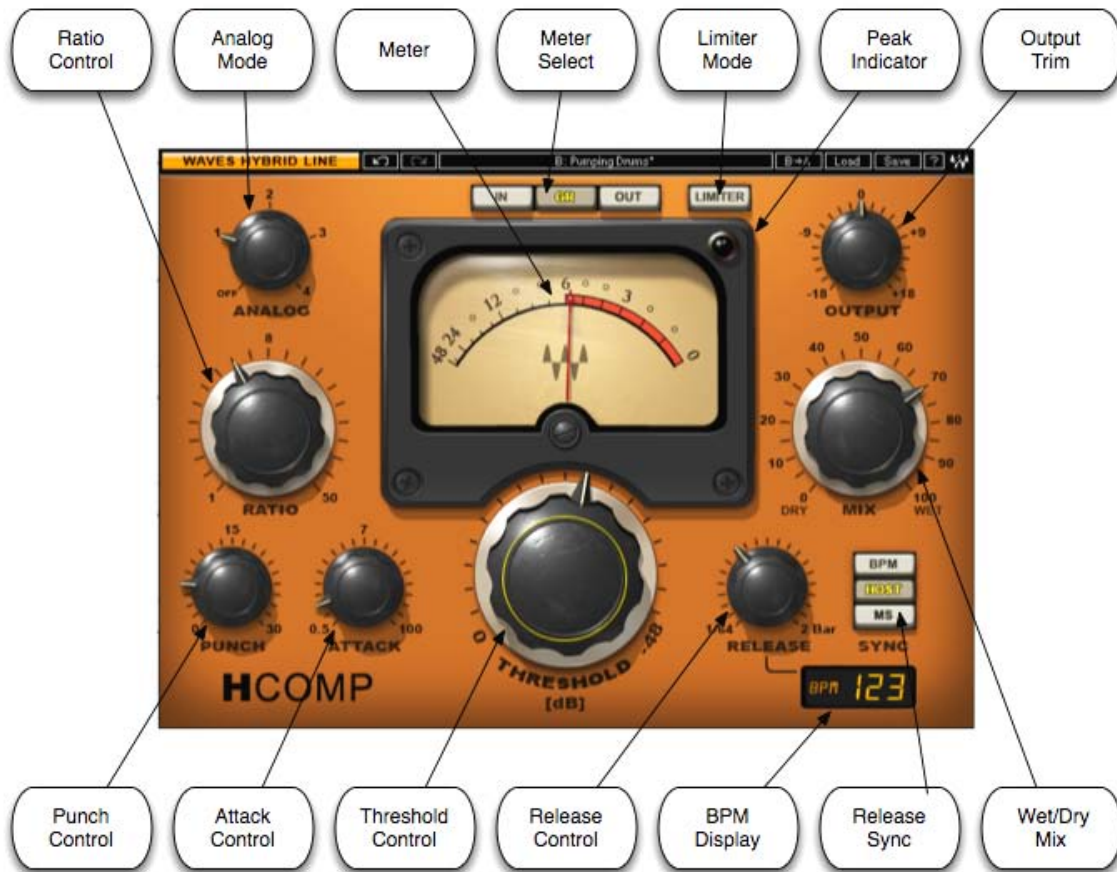 Ratio
Control
Analog
Mode
Meter
Meter
Select
Limiter
Mode
Peak
Indicator
Output
Trim
WAVES HYBRID LINE
B: Pumping Drums*
B→A
Load
Save
?
IN
GR
OUT
LIMITER
2
1
1
3
OFF
4
ANALOG
48
24
12
6
3
0
0
-9
+9
-18
+18
OUTPUT
8
1
50
RATIO
0
10
20
30
40
50
60
70
80
90
100
DRY
MIX
WET
15
0
30
PUNCH
7
0.5
100
ATTACK
0
-48
THRESHOLD
[dB]
1/64
2 Bar
RELEASE
BPM
HOST
MS
SYNC
BPM 123
HCOMP
Punch
Control
Attack
Control
Threshold
Control
Release
Control
BPM
Display
Release
Sync
Wet/Dry
Mix